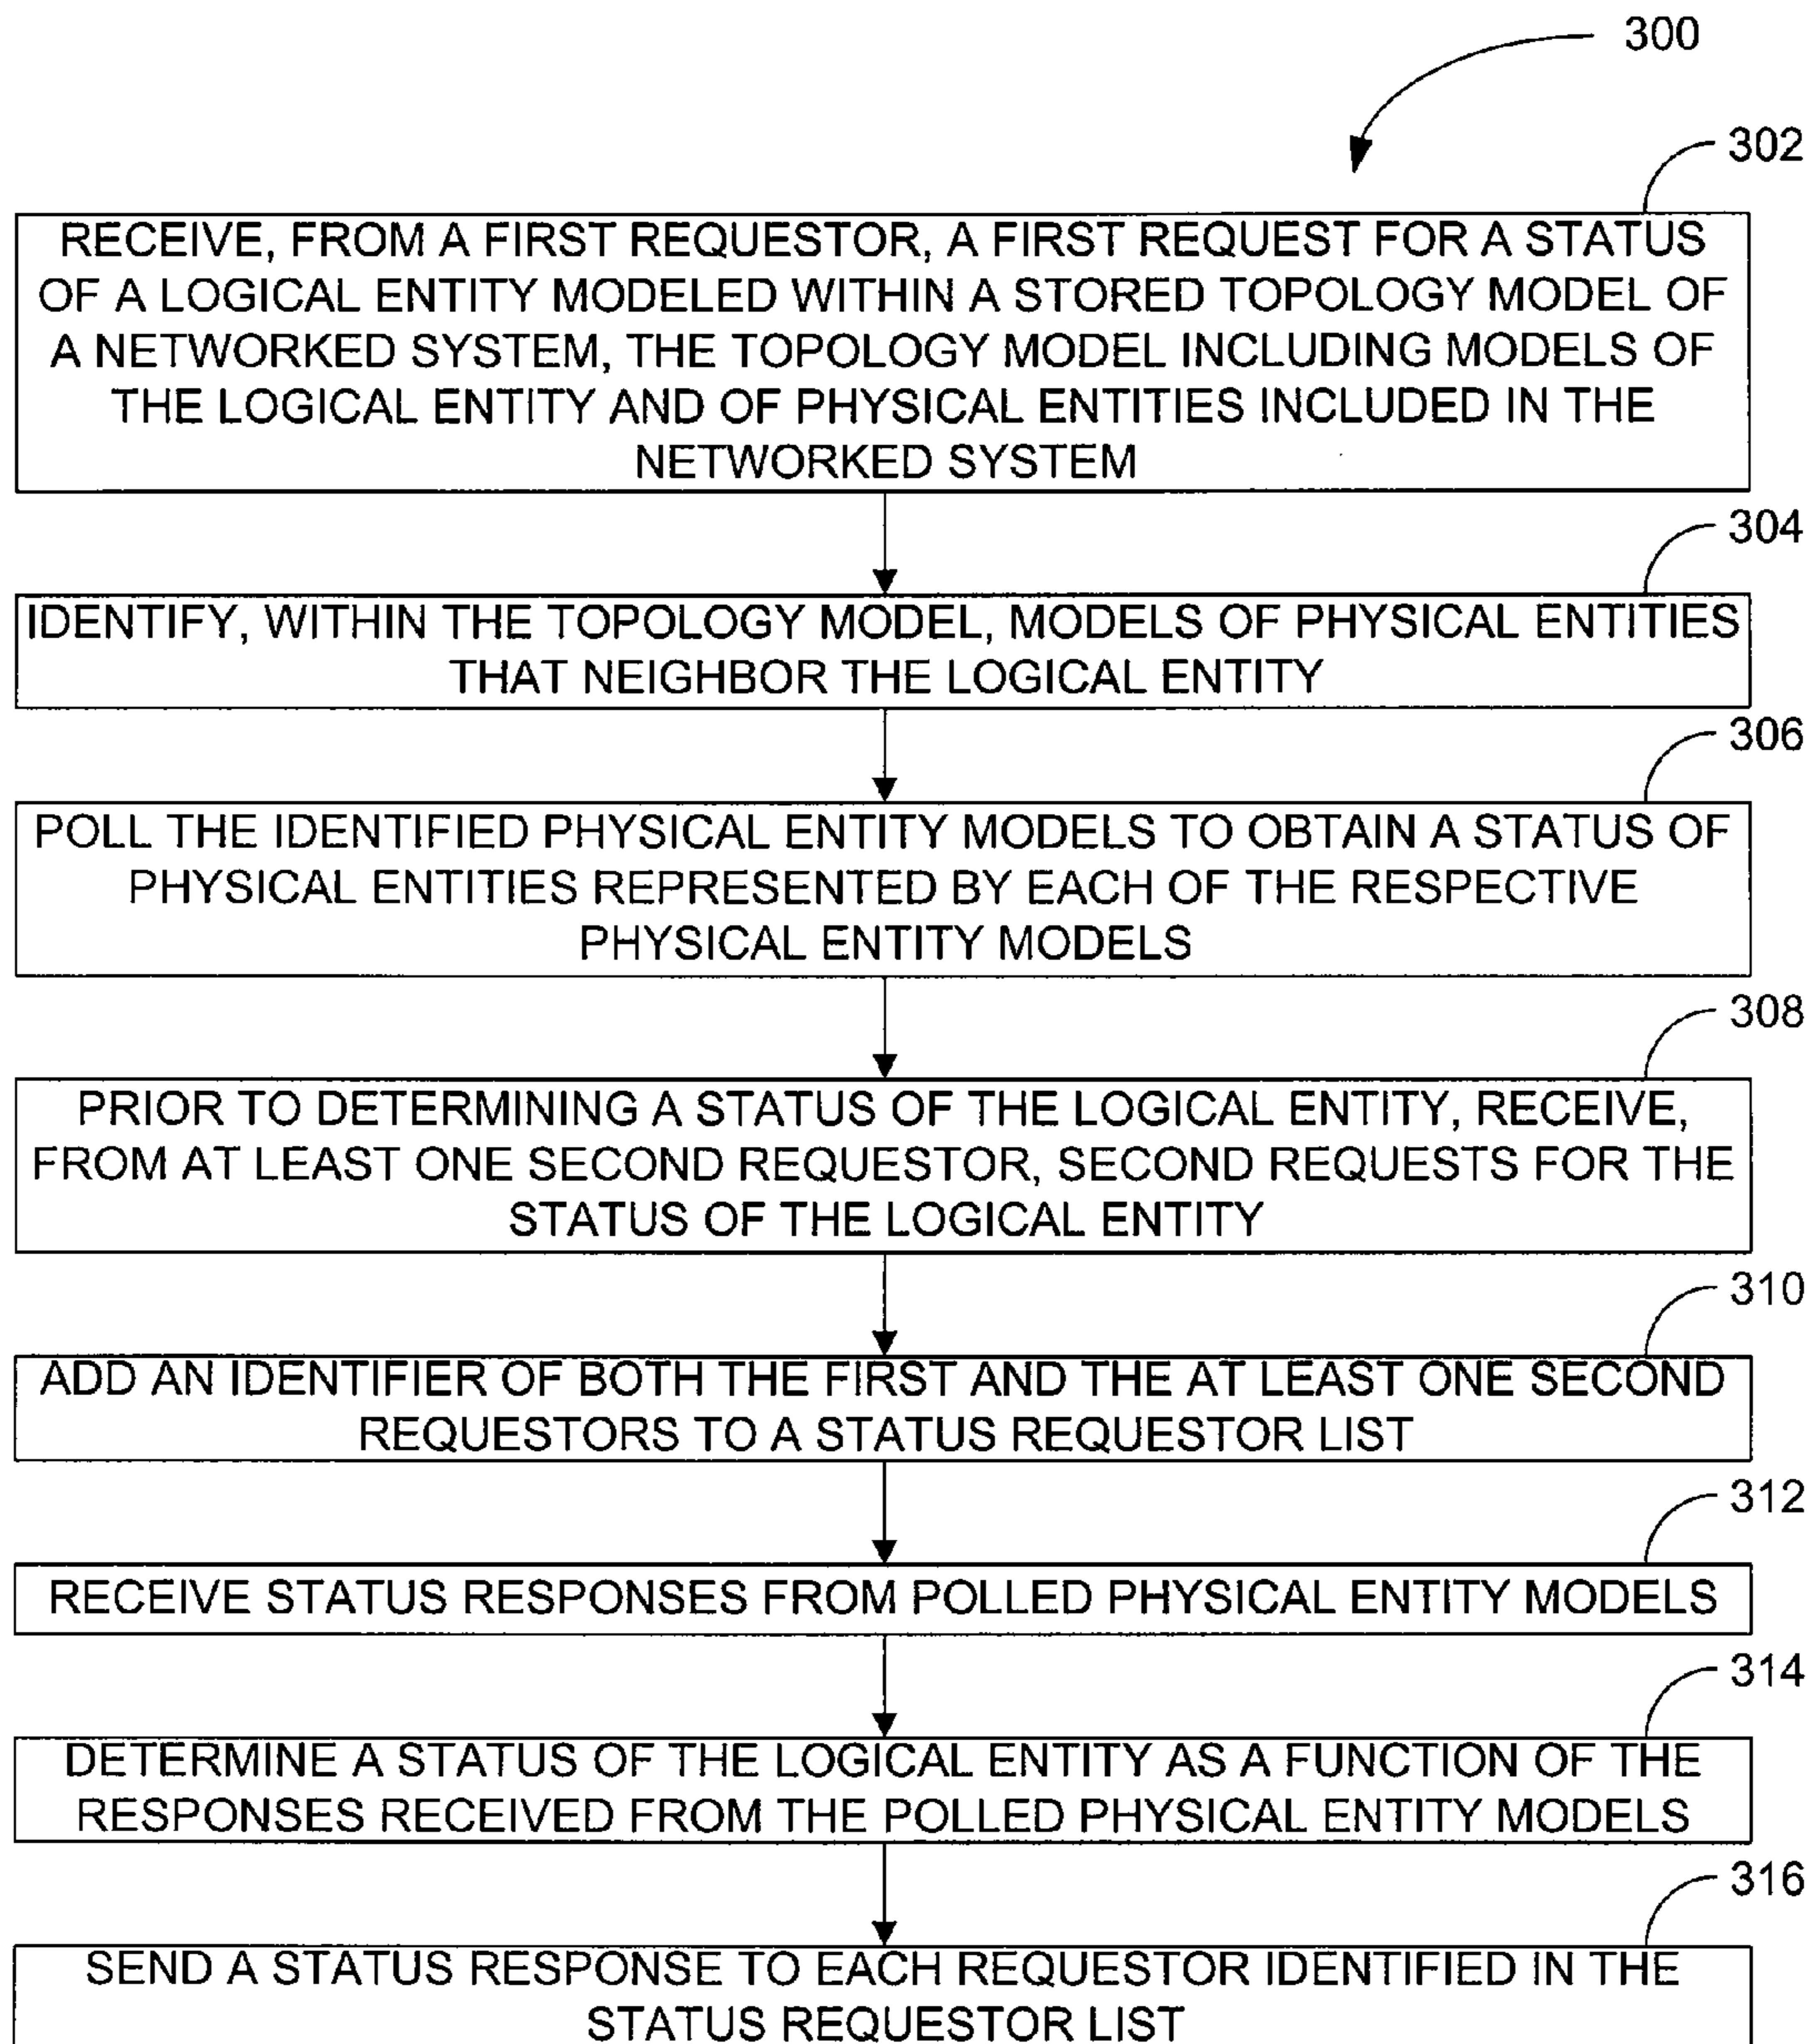 300
302
RECEIVE, FROM A FIRST REQUESTOR, A FIRST REQUEST FOR A STATUS
OF A LOGICAL ENTITY MODELED WITHIN A STORED TOPOLOGY MODEL OF
A NETWORKED SYSTEM, THE TOPOLOGY MODEL INCLUDING MODELS OF
THE LOGICAL ENTITY AND OF PHYSICAL ENTITIES INCLUDED IN THE
NETWORKED SYSTEM
304
IDENTIFY, WITHIN THE TOPOLOGY MODEL, MODELS OF PHYSICAL ENTITIES
THAT NEIGHBOR THE LOGICAL ENTITY
306
POLL THE IDENTIFIED PHYSICAL ENTITY MODELS TO OBTAIN A STATUS OF
PHYSICAL ENTITIES REPRESENTED BY EACH OF THE RESPECTIVE
PHYSICAL ENTITY MODELS
308
PRIOR TO DETERMINING A STATUS OF THE LOGICAL ENTITY, RECEIVE,
FROM AT LEAST ONE SECOND REQUESTOR, SECOND REQUESTS FOR THE
STATUS OF THE LOGICAL ENTITY
310
ADD AN IDENTIFIER OF BOTH THE FIRST AND THE AT LEAST ONE SECOND
REQUESTORS TO A STATUS REQUESTOR LIST
312
RECEIVE STATUS RESPONSES FROM POLLED PHYSICAL ENTITY MODELS
314
DETERMINE A STATUS OF THE LOGICAL ENTITY AS A FUNCTION OF THE
RESPONSES RECEIVED FROM THE POLLED PHYSICAL ENTITY MODELS
316
SEND A STATUS RESPONSE TO EACH REQUESTOR IDENTIFIED IN THE
STATUS REQUESTOR LIST